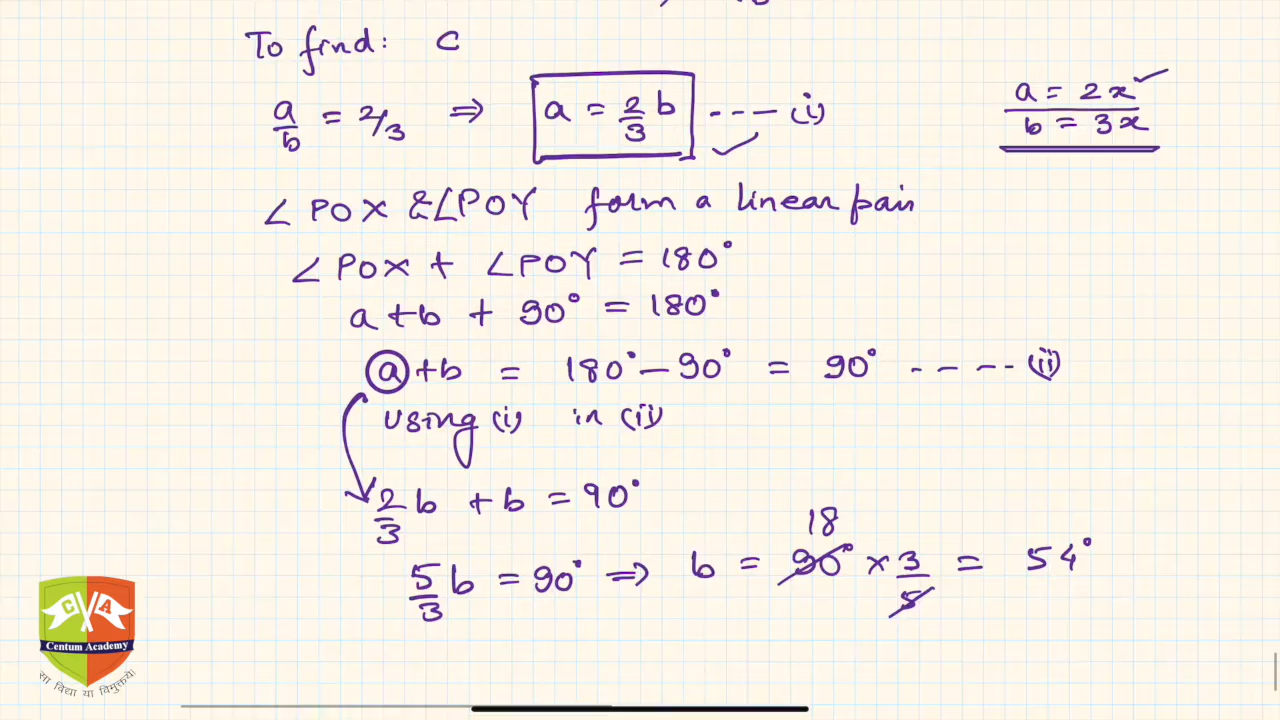 To find: C
a/b = 2/3 ⇒ a = 2/3 b ---- (i)
a = 2x
b = 3x
∠POX & ∠POY form a linear pair
∠POX + ∠POY = 180°
a + b + 90° = 180°
a + b = 180° - 90° = 90° ----- (ii)
Using (i) in (ii)
2/3 b + b = 90°
5/3 b = 90° ⇒ b = 90° × 3/5 = 54°
18
C A
Centum Academy
सा विद्या या विमुक्तये।